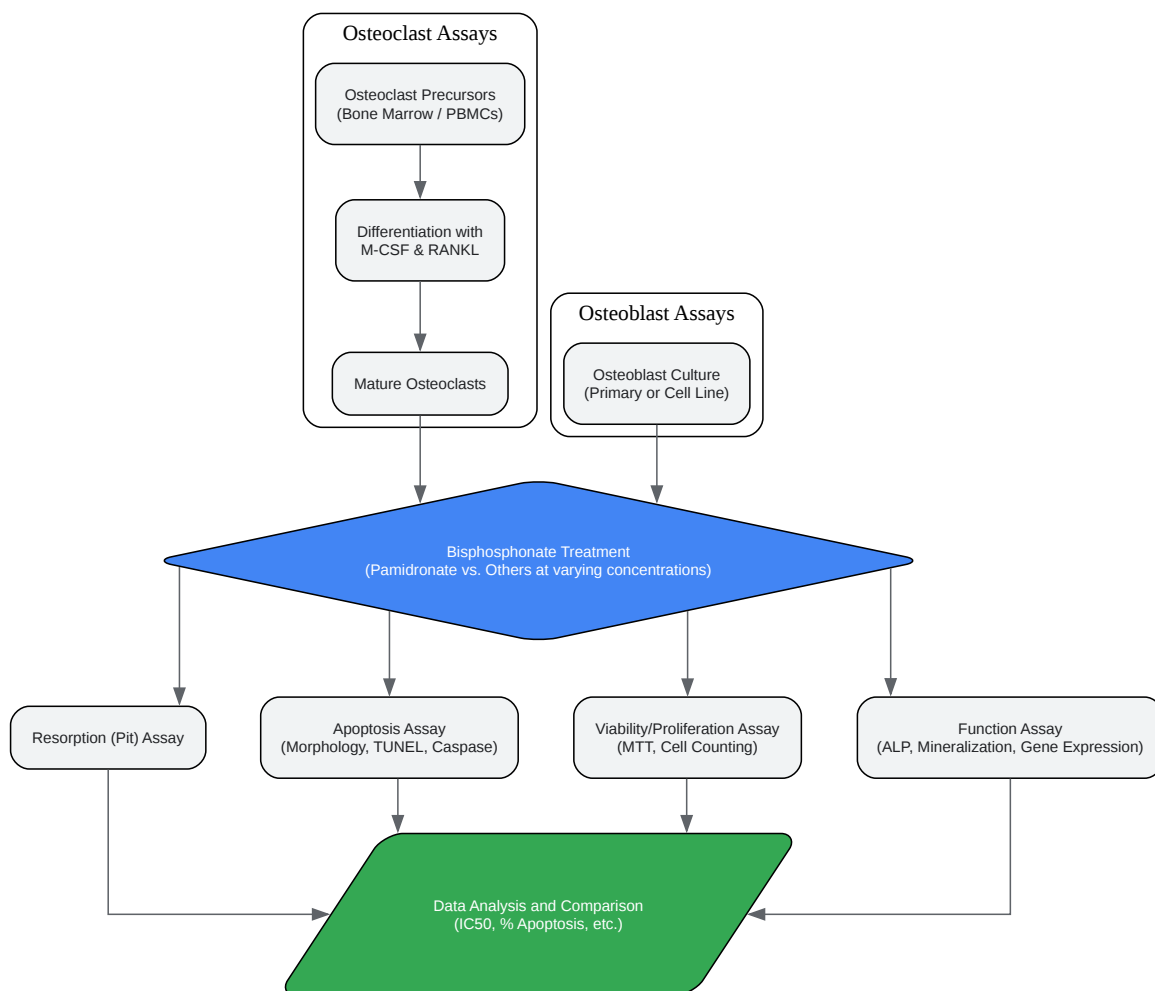 Osteoclast Assays
Osteoclast Precursors
(Bone Marrow / PBMCs)
Differentiation with
M-CSF & RANKL
Mature Osteoclasts
Osteoblast Assays
Osteoblast Culture
(Primary or Cell Line)
Bisphosphonate Treatment
(Pamidronate vs. Others at varying concentrations)
Resorption (Pit) Assay
Apoptosis Assay
(Morphology, TUNEL, Caspase)
Viability/Proliferation Assay
(MTT, Cell Counting)
Function Assay
(ALP, Mineralization, Gene Expression)
Data Analysis and Comparison
(IC50, % Apoptosis, etc.)